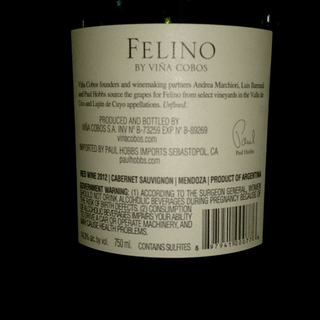 FELINO
BY VIÑA COBOS
Viña Cobos founders and winemaking partners Andrea Marchiori, Luis Barraud
and Paul Hobbs source the grapes for Felino from select vineyards in the Valle de
Uco and Luján de Cuyo appellations. Unfined.
PRODUCED AND BOTTLED BY
VIÑA COBOS S.A. INV Nº B-73259 EXP Nº B-89269
vinacobos.com
IMPORTED BY PAUL HOBBS IMPORTS SEBASTOPOL, CA
paulhobbs.com
Paul
Paul Hobbs
RED WINE 2012 | CABERNET SAUVIGNON | MENDOZA | PRODUCT OF ARGENTINA
GOVERNMENT WARNING: (1) ACCORDING TO THE SURGEON GENERAL, WOMEN
SHOULD NOT DRINK ALCOHOLIC BEVERAGES DURING PREGNANCY BECAUSE OF
THE RISK OF BIRTH DEFECTS. (2) CONSUMPTION
OF ALCOHOLIC BEVERAGES IMPAIRS YOUR ABILITY
TO DRIVE A CAR OR OPERATE MACHINERY, AND
MAY CAUSE HEALTH PROBLEMS.
alc. by vol. 750 ml. CONTAINS SULFITES